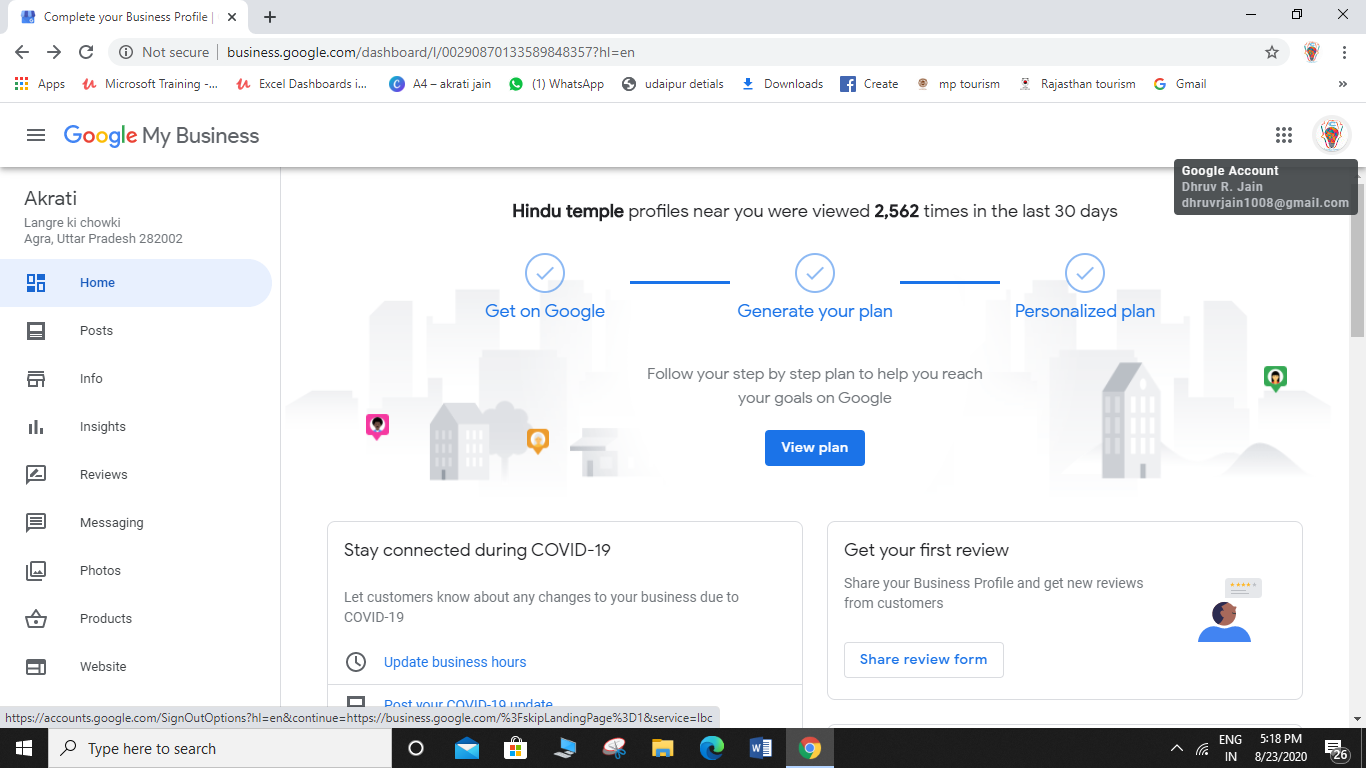 Complete your Business Profile |
Not secure | business.google.com/dashboard/l/00290870133589848357?hl=en
Apps
Microsoft Training -...
Excel Dashboards i...
A4 – akrati jain
(1) WhatsApp
udaipur detials
Downloads
Create
mp tourism
Rajasthan tourism
Gmail
»
Google My Business
Google Account
Dhruv R. Jain
dhruvrjain1008@gmail.com
Akrati
Langre ki chowki
Agra, Uttar Pradesh 282002
Home
Posts
Info
Insights
Reviews
Messaging
Photos
Products
Website
Hindu temple profiles near you were viewed 2,562 times in the last 30 days
Get on Google
Generate your plan
Personalized plan
Follow your step by step plan to help you reach
your goals on Google
View plan
Stay connected during COVID-19
Let customers know about any changes to your business due to
COVID-19
Update business hours
Post your COVID-19 update
Get your first review
Share your Business Profile and get new reviews
from customers
Share review form
https://accounts.google.com/SignOutOptions?hl=en&continue=https://business.google.com/%3FskipLandingPage%3D1&service=lbc
Type here to search
ENG
IN
5:18 PM
8/23/2020
26